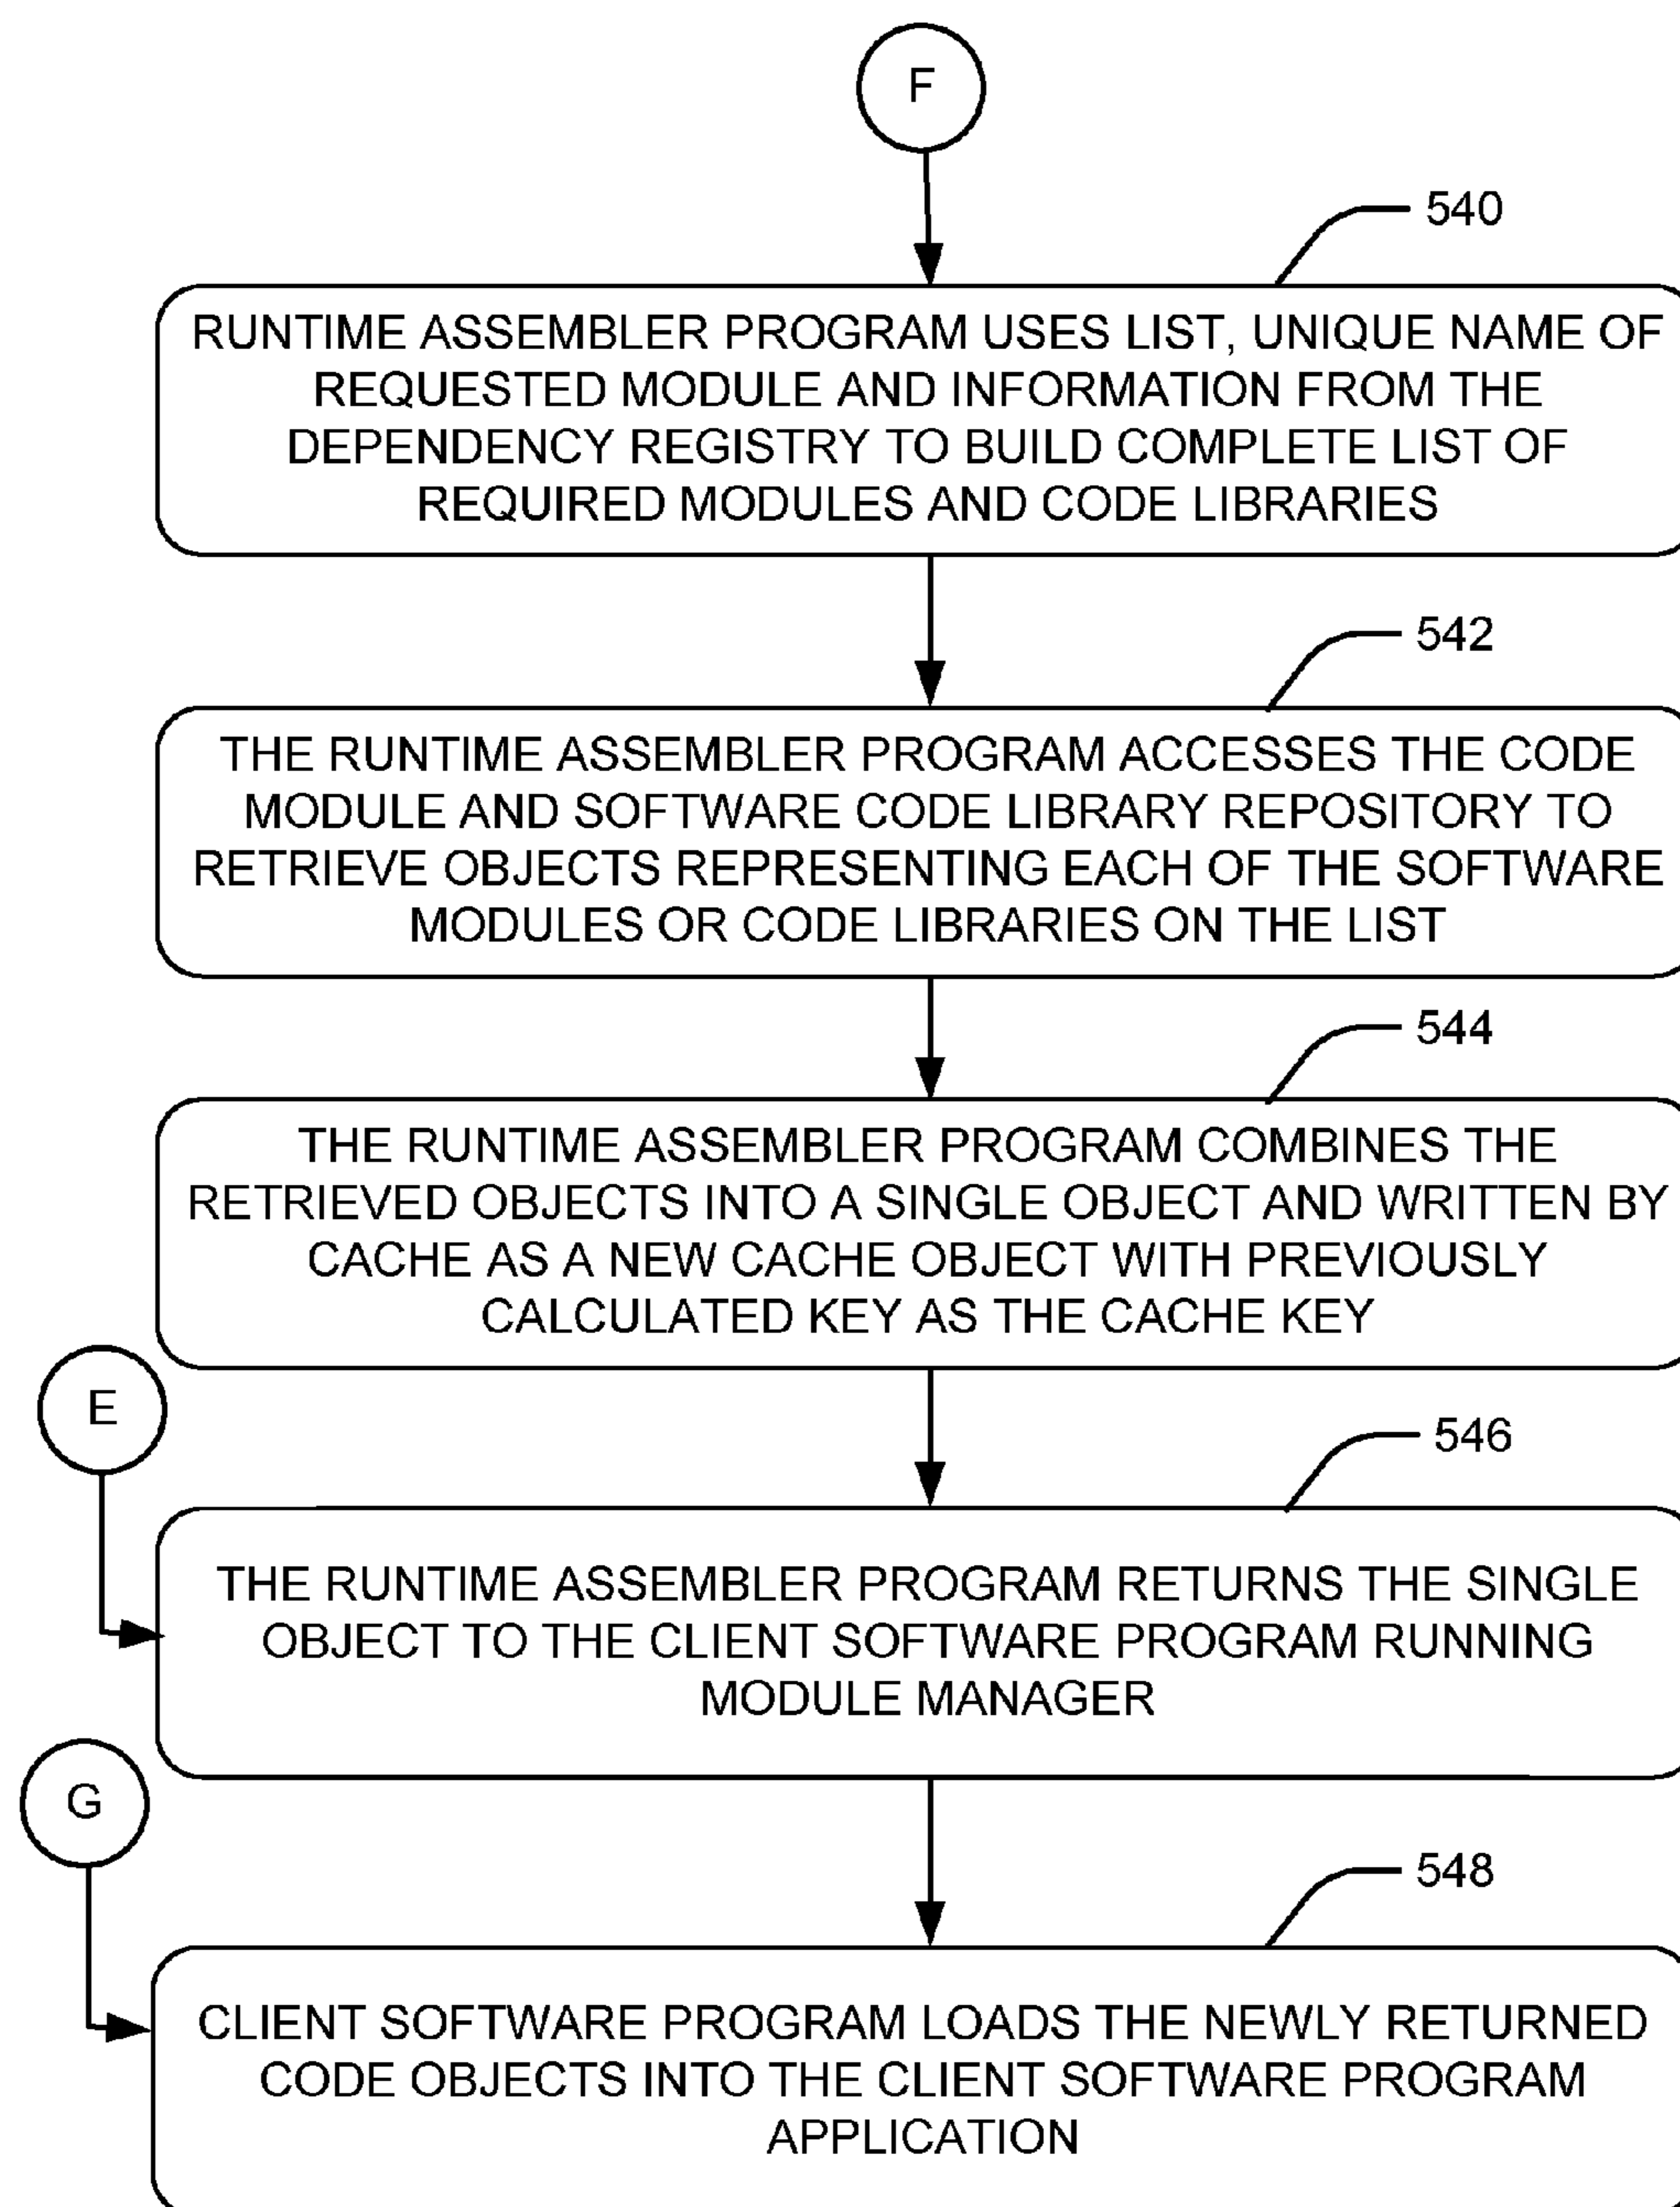 F
540
RUNTIME ASSEMBLER PROGRAM USES LIST, UNIQUE NAME OF
REQUESTED MODULE AND INFORMATION FROM THE
DEPENDENCY REGISTRY TO BUILD COMPLETE LIST OF
REQUIRED MODULES AND CODE LIBRARIES
542
THE RUNTIME ASSEMBLER PROGRAM ACCESSES THE CODE
MODULE AND SOFTWARE CODE LIBRARY REPOSITORY TO
RETRIEVE OBJECTS REPRESENTING EACH OF THE SOFTWARE
MODULES OR CODE LIBRARIES ON THE LIST
544
THE RUNTIME ASSEMBLER PROGRAM COMBINES THE
RETRIEVED OBJECTS INTO A SINGLE OBJECT AND WRITTEN BY
CACHE AS A NEW CACHE OBJECT WITH PREVIOUSLY
CALCULATED KEY AS THE CACHE KEY
E
546
THE RUNTIME ASSEMBLER PROGRAM RETURNS THE SINGLE
OBJECT TO THE CLIENT SOFTWARE PROGRAM RUNNING
MODULE MANAGER
G
548
CLIENT SOFTWARE PROGRAM LOADS THE NEWLY RETURNED
CODE OBJECTS INTO THE CLIENT SOFTWARE PROGRAM
APPLICATION